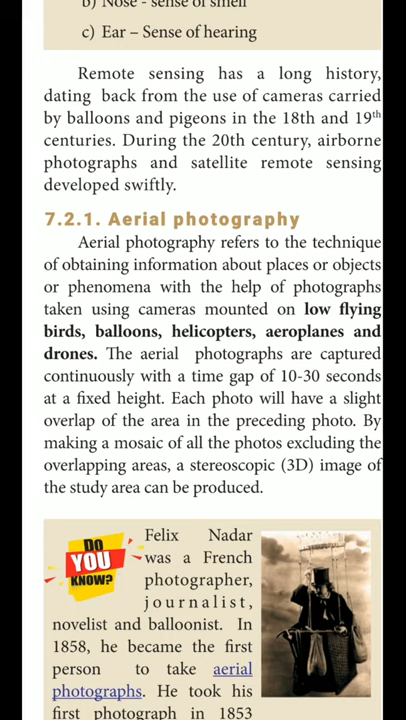 b) Nose - sense of smell
c) Ear – Sense of hearing
Remote sensing has a long history,
dating back from the use of cameras carried
by balloons and pigeons in the 18th and 19th
centuries. During the 20th century, airborne
photographs and satellite remote sensing
developed swiftly.
7.2.1. Aerial photography
Aerial photography refers to the technique
of obtaining information about places or objects
or phenomena with the help of photographs
taken using cameras mounted on low flying
birds, balloons, helicopters, aeroplanes and
drones. The aerial photographs are captured
continuously with a time gap of 10-30 seconds
at a fixed height. Each photo will have a slight
overlap of the area in the preceding photo. By
making a mosaic of all the photos excluding the
overlapping areas, a stereoscopic (3D) image of
the study area can be produced.
DO
YOU
KNOW?
Felix Nadar
was a French
photographer,
journalist,
novelist and balloonist. In
1858, he became the first
person to take aerial
photographs. He took his
first photograph in 1853